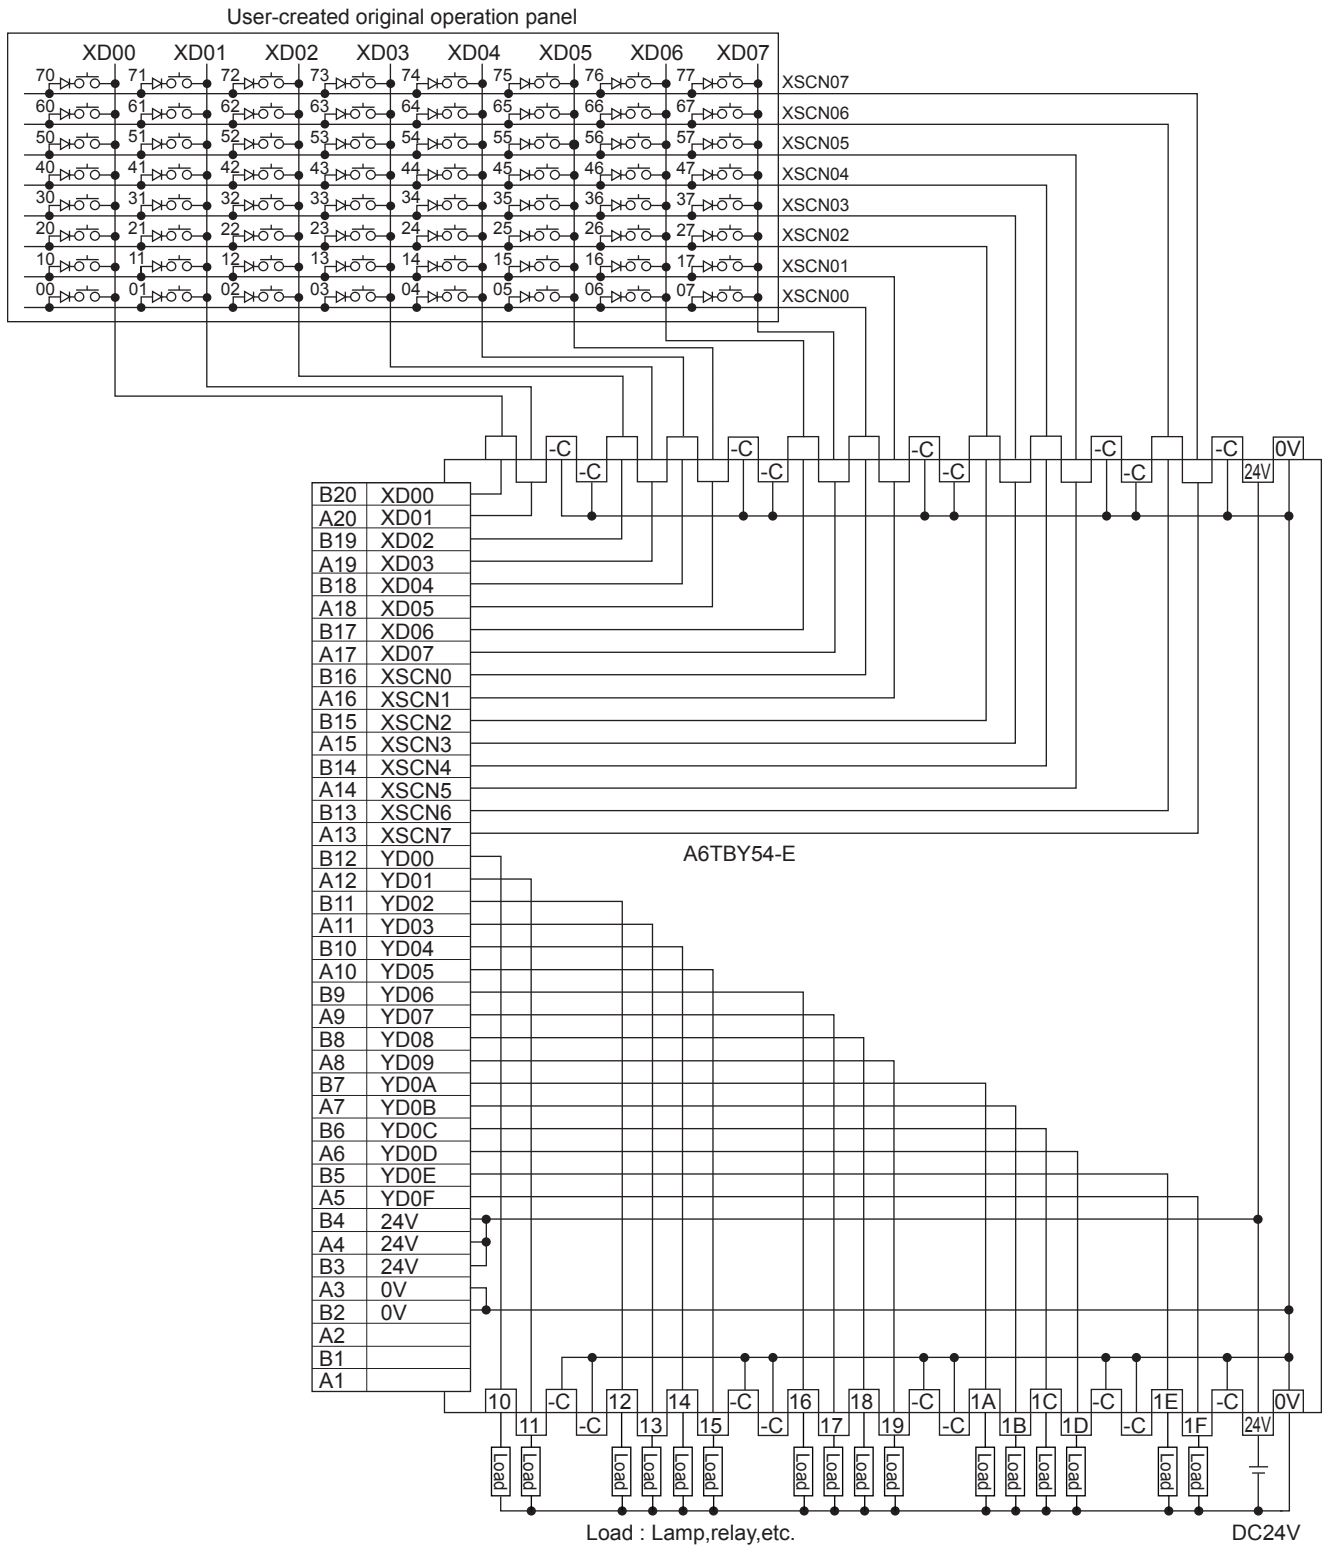 User-created original operation panel
XD00 XD01 XD02 XD03 XD04 XD05 XD06 XD07
70 71 72 73 74 75 76 77 XSCN07
60 61 62 63 64 65 66 67 XSCN06
50 51 52 53 54 55 56 57 XSCN05
40 41 42 43 44 45 46 47 XSCN04
30 31 32 33 34 35 36 37 XSCN03
20 21 22 23 24 25 26 27 XSCN02
10 11 12 13 14 15 16 17 XSCN01
00 01 02 03 04 05 06 07 XSCN00
-C -C -C -C -C 0V
-C -C -C -C 24V
B20 XD00
A20 XD01
B19 XD02
A19 XD03
B18 XD04
A18 XD05
B17 XD06
A17 XD07
B16 XSCN0
A16 XSCN1
B15 XSCN2
A15 XSCN3
B14 XSCN4
A14 XSCN5
B13 XSCN6
A13 XSCN7
A6TBY54-E
B12 YD00
A12 YD01
B11 YD02
A11 YD03
B10 YD04
A10 YD05
B9 YD06
A9 YD07
B8 YD08
A8 YD09
B7 YD0A
A7 YD0B
B6 YD0C
A6 YD0D
B5 YD0E
A5 YD0F
B4 24V
A4 24V
B3 24V
A3 0V
B2 0V
A2
B1
A1
10 -C 12 14 -C 16 18 -C 1A 1C -C 1E -C 0V
11 -C 13 15 -C 17 19 -C 1B 1D -C 1F 24V
Load Load Load Load Load Load Load Load Load Load Load Load Load Load Load Load
Load : Lamp,relay,etc. DC24V